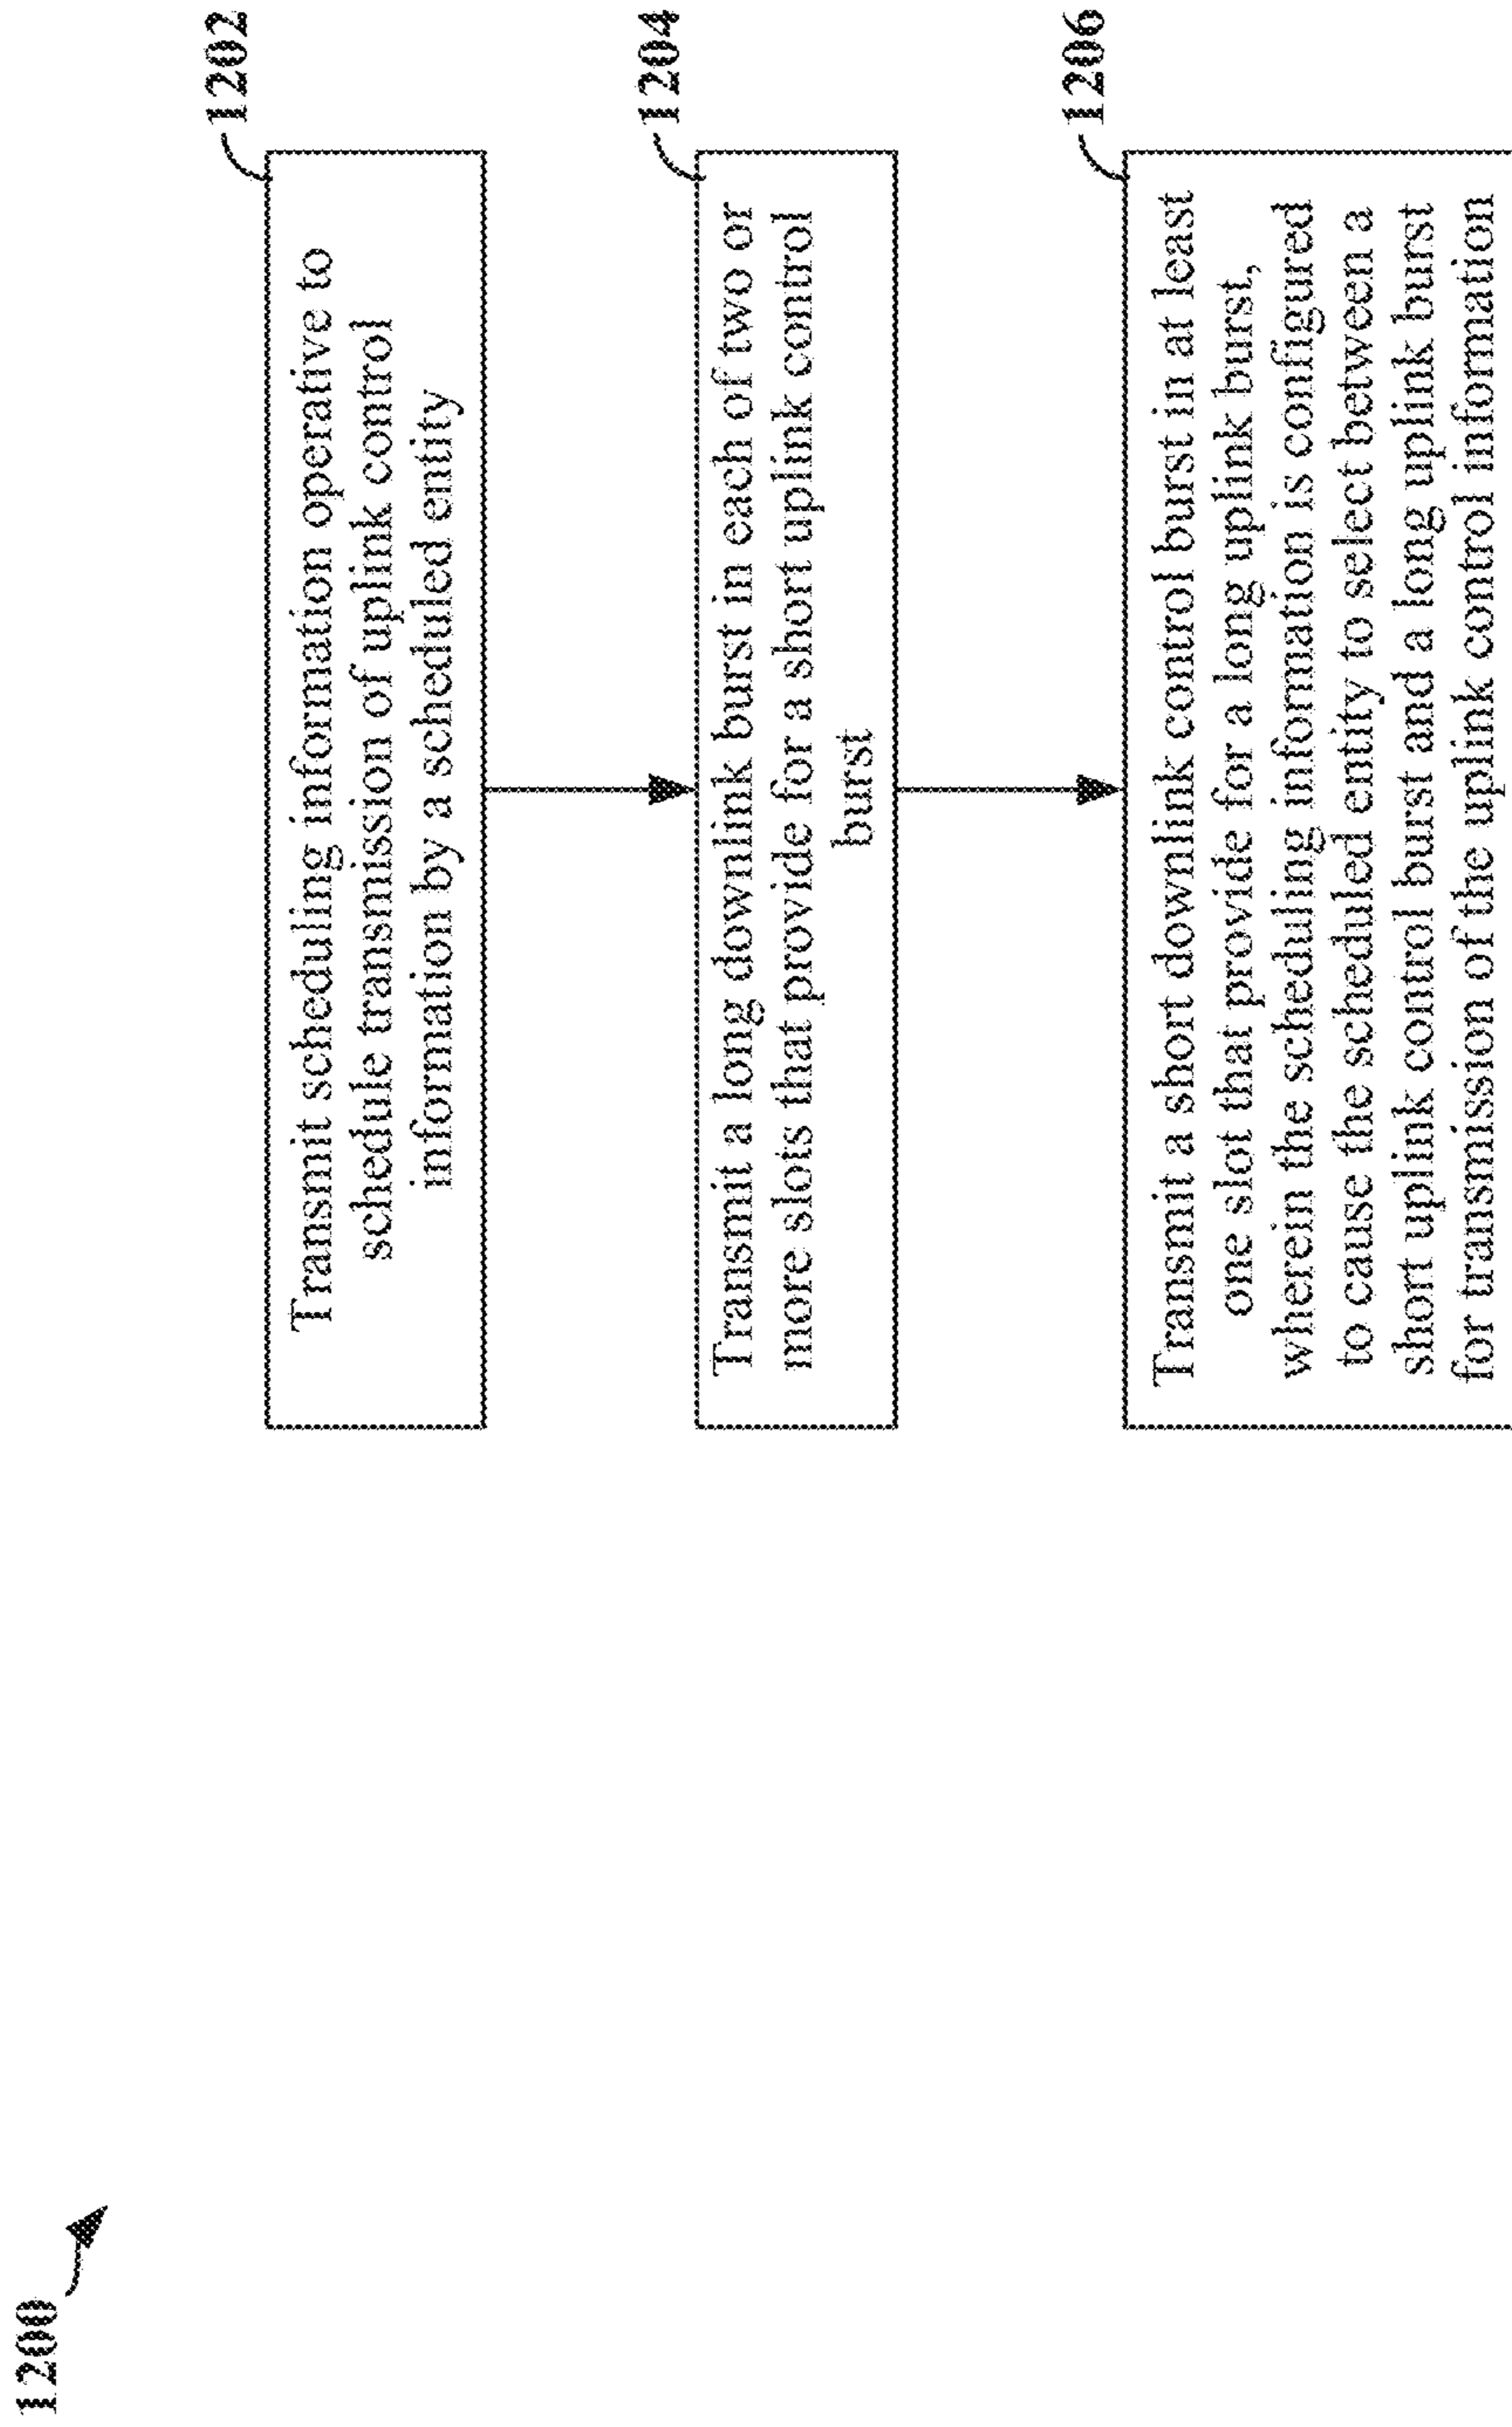 1200
1202
Transmit scheduling information operative to
schedule transmission of uplink control
information by a scheduled entity
1204
Transmit a long downlink burst in each of two or
more slots that provide for a short uplink control
burst
1206
Transmit a short downlink control burst in at least
one slot that provide for a long uplink burst,
wherein the scheduling information is configured
to cause the scheduled entity to select between a
short uplink control burst and a long uplink burst
for transmission of the uplink control information